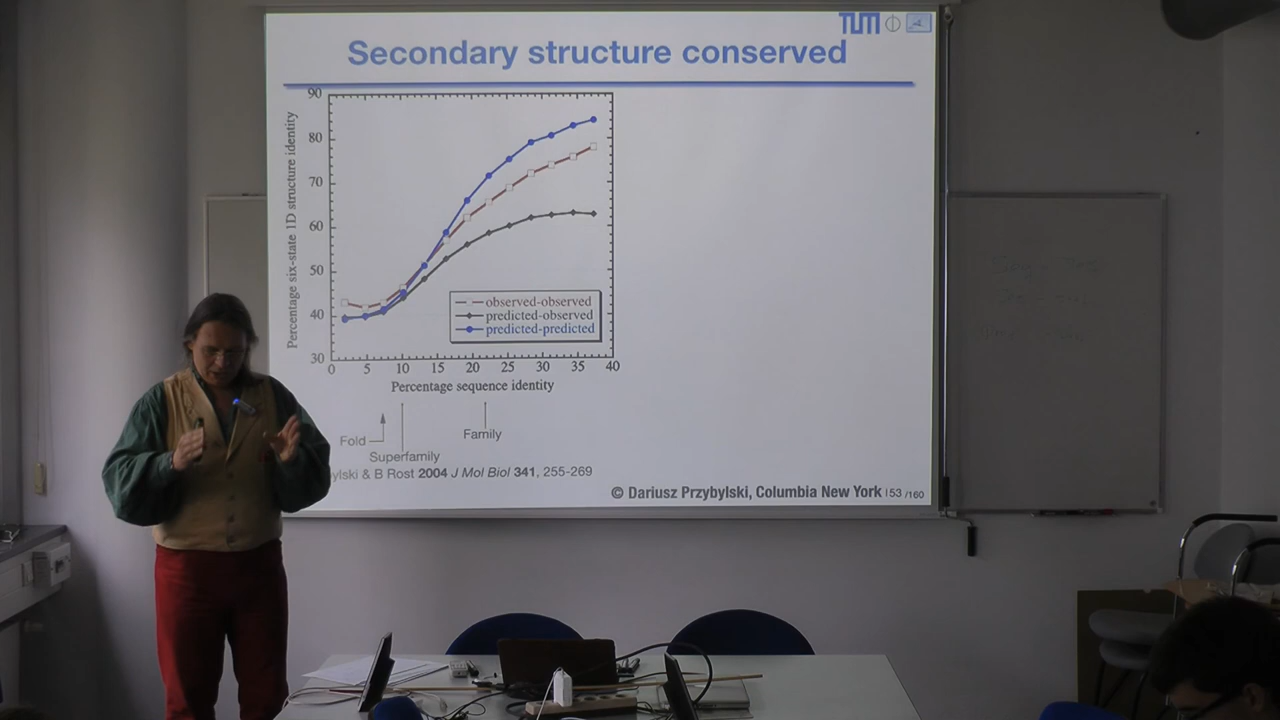 TUM
Secondary structure conserved
Percentage six-state 1D structure identity
90
80
70
60
50
40
30
0 5 10 15 20 25 30 35 40
observed-observed
predicted-observed
predicted-predicted
Percentage sequence identity
Fold
Family
Superfamily
ylski & B Rost 2004 J Mol Biol 341, 255-269
© Dariusz Przybylski, Columbia New York 153 /160